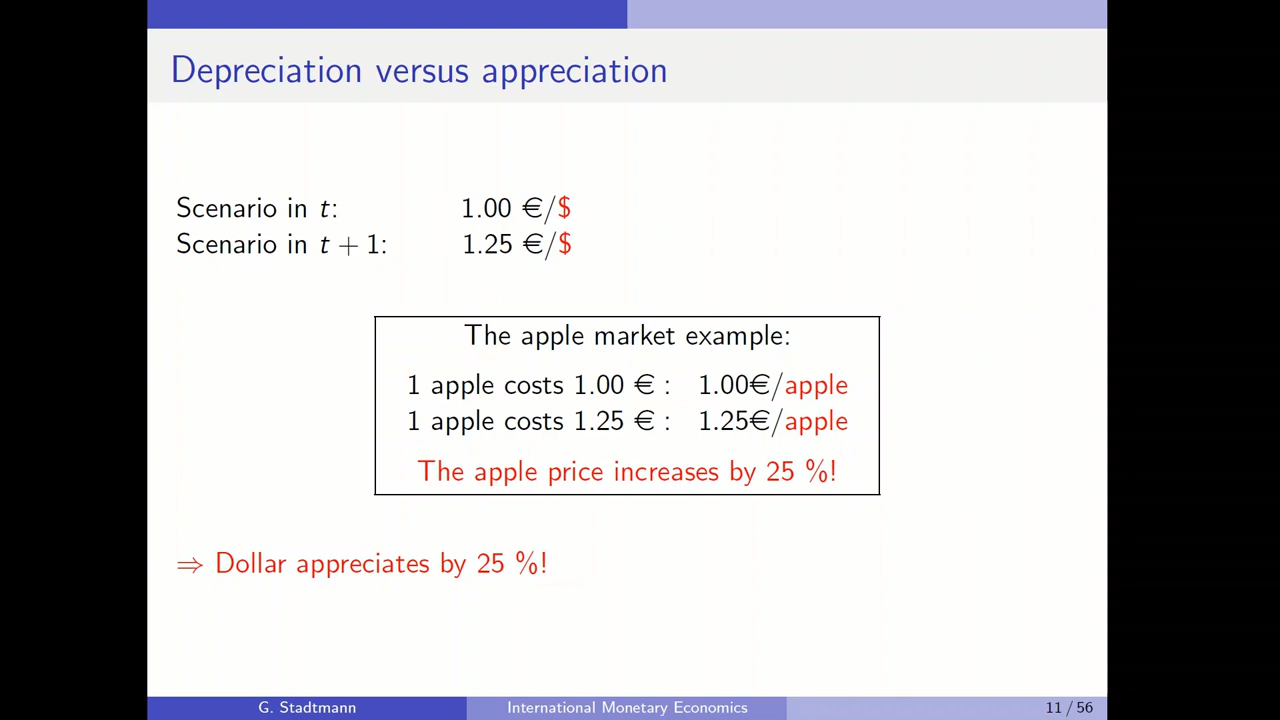 Depreciation versus appreciation
Scenario in t: 1.00 €/$
Scenario in t + 1: 1.25 €/$
The apple market example:
1 apple costs 1.00 € : 1.00€/apple
1 apple costs 1.25 € : 1.25€/apple
The apple price increases by 25 %!
⇒ Dollar appreciates by 25 %!
G. Stadtmann International Monetary Economics 11 / 56